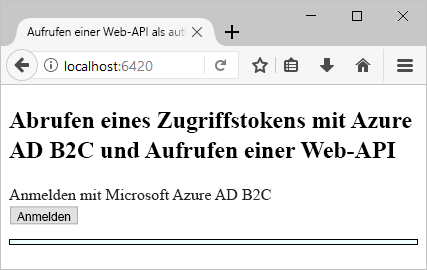 Aufrufen einer Web-API als aut
localhost:6420
Abrufen eines Zugriffstokens mit Azure
AD B2C und Aufrufen einer Web-API
Anmelden mit Microsoft Azure AD B2C
Anmelden